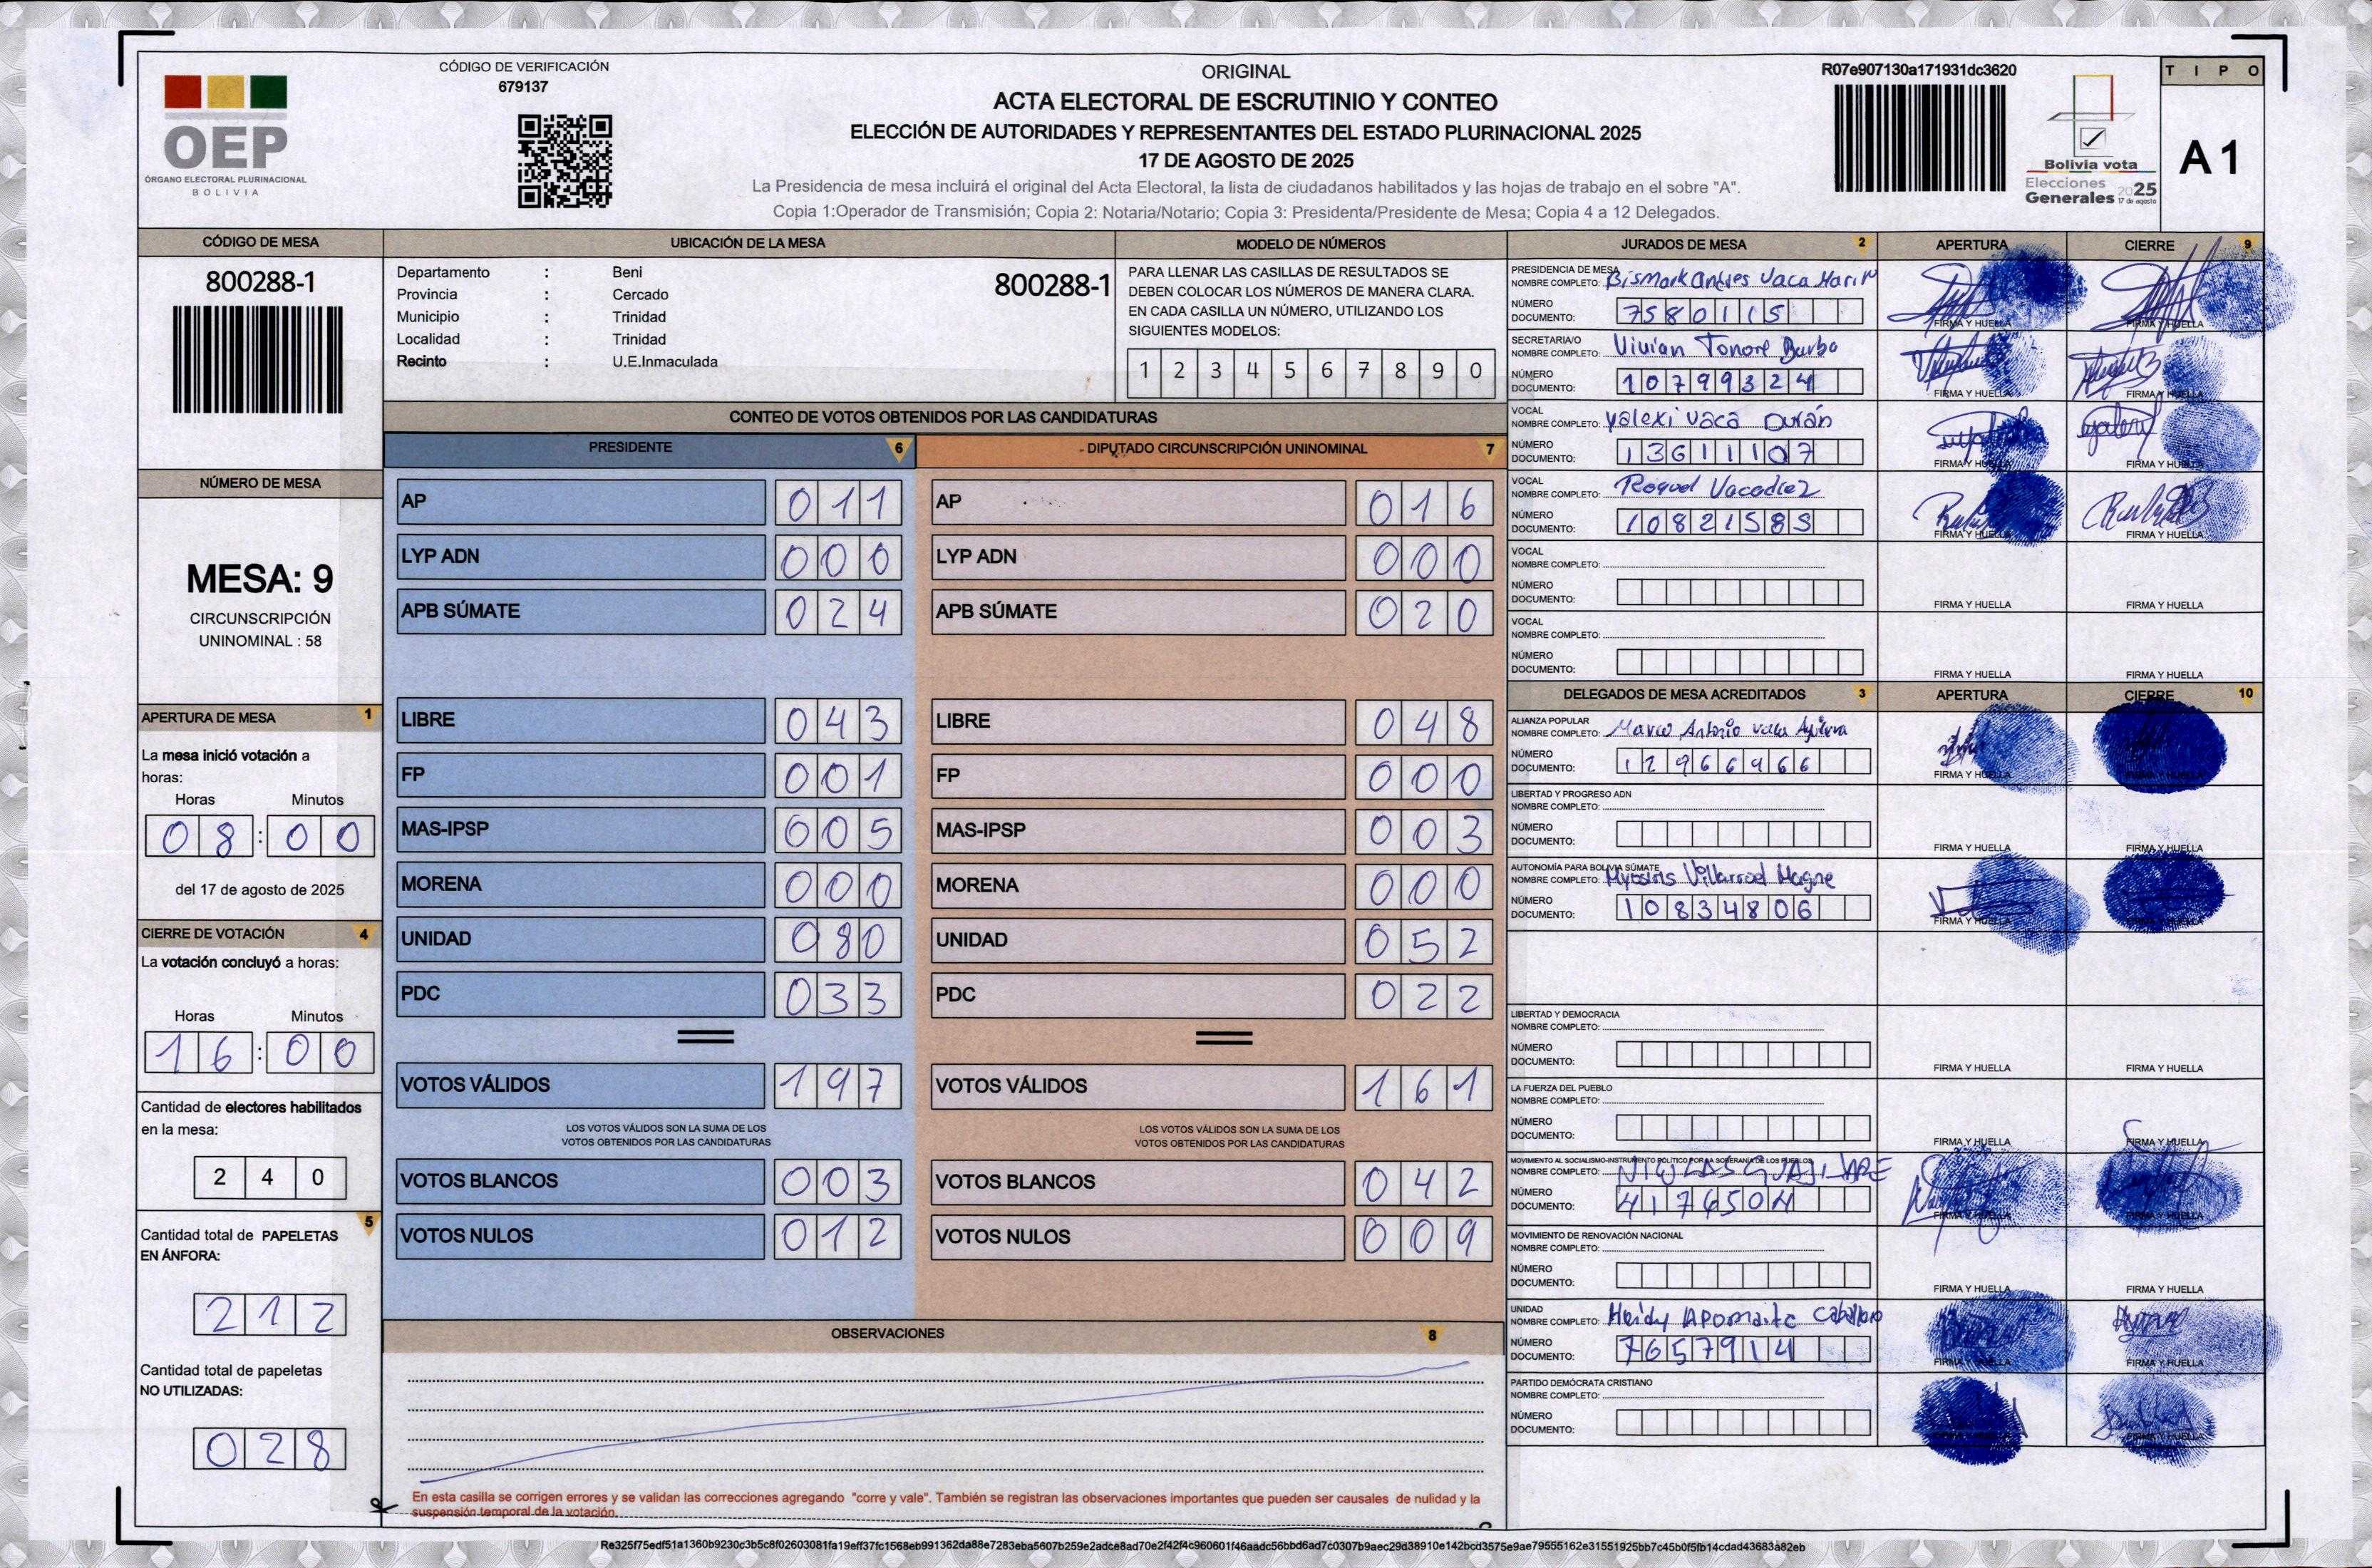 OEP
ÓRGANO ELECTORAL PLURINACIONAL
BOLIVIA
CÓDIGO DE VERIFICACIÓN
679137
ORIGINAL
ACTA ELECTORAL DE ESCRUTINIO Y CONTEO
ELECCIÓN DE AUTORIDADES Y REPRESENTANTES DEL ESTADO PLURINACIONAL 2025
17 DE AGOSTO DE 2025
La Presidencia de mesa incluirá el original del Acta Electoral, la lista de ciudadanos habilitados y las hojas de trabajo en el sobre "A".
Copia 1:Operador de Transmisión; Copia 2: Notaria/Notario; Copia 3: Presidenta/Presidente de Mesa; Copia 4 a 12 Delegados.
R07e907130a171931dc3620
Bolivia vota
Elecciones
Generales 2025
17 de agosto
TIPO
A 1
CÓDIGO DE MESA
800288-1
NÚMERO DE MESA
MESA: 9
CIRCUNSCRIPCIÓN
UNINOMINAL : 58
APERTURA DE MESA 1
La mesa inició votación a
horas:
Horas Minutos
08:00
del 17 de agosto de 2025
CIERRE DE VOTACIÓN 4
La votación concluyó a horas:
Horas Minutos
16:00
Cantidad de electores habilitados
en la mesa:
240
5
Cantidad total de PAPELETAS
EN ÁNFORA:
212
Cantidad total de papeletas
NO UTILIZADAS:
028
UBICACIÓN DE LA MESA
Departamento : Beni
800288-1
Provincia : Cercado
Municipio : Trinidad
Localidad : Trinidad
Recinto : U.E.Inmaculada
MODELO DE NÚMEROS
PARA LLENAR LAS CASILLAS DE RESULTADOS SE
DEBEN COLOCAR LOS NÚMEROS DE MANERA CLARA.
EN CADA CASILLA UN NÚMERO, UTILIZANDO LOS
SIGUIENTES MODELOS:
1 2 3 4 5 6 7 8 9 0
CONTEO DE VOTOS OBTENIDOS POR LAS CANDIDATURAS
PRESIDENTE 6
AP 011
LYP ADN 000
APB SÚMATE 024
LIBRE 043
FP 001
MAS-IPSP 005
MORENA 000
UNIDAD 080
PDC 033
VOTOS VÁLIDOS 197
LOS VOTOS VÁLIDOS SON LA SUMA DE LOS
VOTOS OBTENIDOS POR LAS CANDIDATURAS
VOTOS BLANCOS 003
VOTOS NULOS 012
DIPUTADO CIRCUNSCRIPCIÓN UNINOMINAL 7
AP 016
LYP ADN 000
APB SÚMATE 020
LIBRE 048
FP 000
MAS-IPSP 003
MORENA 000
UNIDAD 052
PDC 022
VOTOS VÁLIDOS 161
LOS VOTOS VÁLIDOS SON LA SUMA DE LOS
VOTOS OBTENIDOS POR LAS CANDIDATURAS
VOTOS BLANCOS 042
VOTOS NULOS 009
OBSERVACIONES 8
En esta casilla se corrigen errores y se validan las correcciones agregando "corre y vale". También se registran las observaciones importantes que pueden ser causales de nulidad y la
suspensión temporal de la votación.
JURADOS DE MESA 2 APERTURA CIERRE 9
PRESIDENCIA DE MESA
NOMBRE COMPLETO: Bismark Vaca
NÚMERO
DOCUMENTO: 7580115
FIRMA Y HUELLA FIRMA Y HUELLA
SECRETARIA/O
NOMBRE COMPLETO: Vivian Tonore Barba
NÚMERO
DOCUMENTO: 10799324
FIRMA Y HUELLA FIRMA Y HUELLA
VOCAL
NOMBRE COMPLETO: Yalexi Vaca Durán
NÚMERO
DOCUMENTO: 13611107
FIRMA Y HUELLA FIRMA Y HUELLA
VOCAL
NOMBRE COMPLETO: Raquel Vacadiez
NÚMERO
DOCUMENTO: 10821585
FIRMA Y HUELLA FIRMA Y HUELLA
VOCAL
NOMBRE COMPLETO:
NÚMERO
DOCUMENTO:
FIRMA Y HUELLA FIRMA Y HUELLA
VOCAL
NOMBRE COMPLETO:
NÚMERO
DOCUMENTO:
FIRMA Y HUELLA FIRMA Y HUELLA
DELEGADOS DE MESA ACREDITADOS 3 APERTURA CIERRE 10
ALIANZA POPULAR
NOMBRE COMPLETO: Marco Antonio Vaca
NÚMERO
DOCUMENTO: 12966966
FIRMA Y HUELLA FIRMA Y HUELLA
LIBERTAD Y PROGRESO ADN
NOMBRE COMPLETO:
NÚMERO
DOCUMENTO:
FIRMA Y HUELLA FIRMA Y HUELLA
AUTONOMÍA PARA BOLIVIA SÚMATE
NOMBRE COMPLETO: Villarroel Magne
NÚMERO
DOCUMENTO: 10834806
FIRMA Y HUELLA
LIBERTAD Y DEMOCRACIA
NOMBRE COMPLETO:
NÚMERO
DOCUMENTO:
FIRMA Y HUELLA FIRMA Y HUELLA
LA FUERZA DEL PUEBLO
NOMBRE COMPLETO:
NÚMERO
DOCUMENTO:
FIRMA Y HUELLA FIRMA Y HUELLA
MOVIMIENTO AL SOCIALISMO-INSTRUMENTO POLÍTICO POR LA SOBERANÍA DE LOS PUEBLOS
NOMBRE COMPLETO: NICOLAS
NÚMERO
DOCUMENTO: 4176504
FIRMA Y HUELLA FIRMA Y HUELLA
MOVIMIENTO DE RENOVACIÓN NACIONAL
NOMBRE COMPLETO:
NÚMERO
DOCUMENTO:
FIRMA Y HUELLA FIRMA Y HUELLA
UNIDAD
NOMBRE COMPLETO: Heidy Apomaita Caballero
NÚMERO
DOCUMENTO: 7657914
FIRMA Y HUELLA FIRMA Y HUELLA
PARTIDO DEMÓCRATA CRISTIANO
NOMBRE COMPLETO:
NÚMERO
DOCUMENTO: